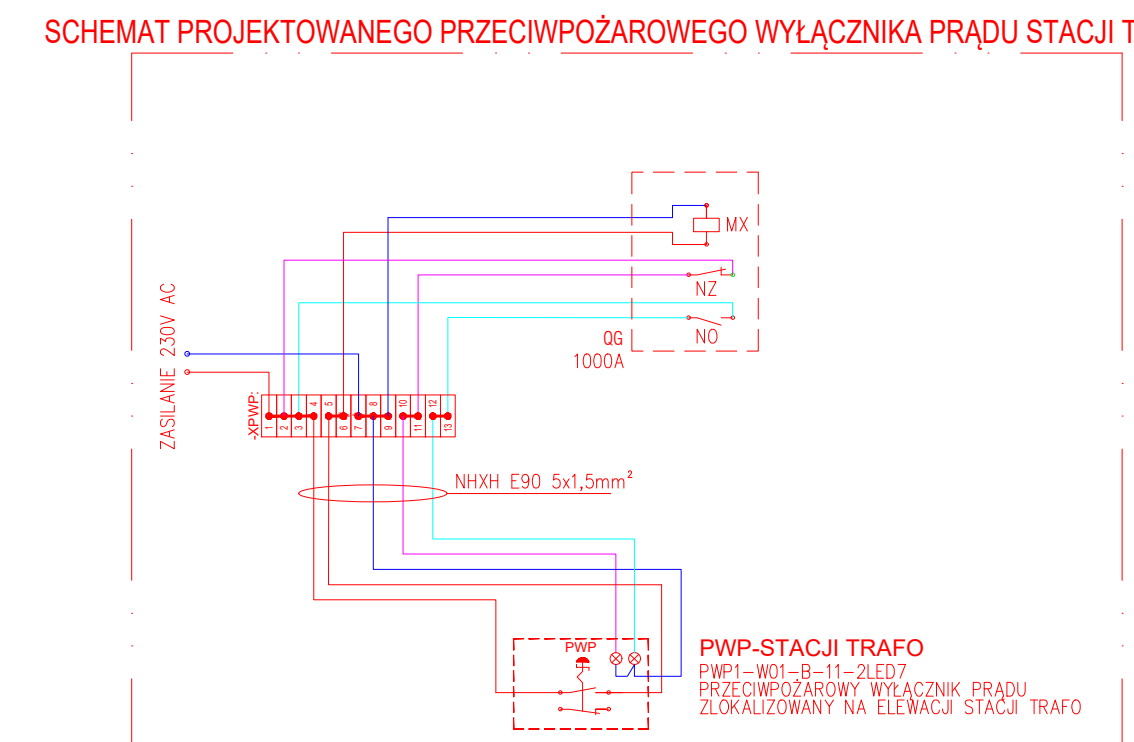 SCHEMAT PROJEKTOWANEGO PRZECIWPOŻAROWEGO WYŁĄCZNIKA PRĄDU STACJI T
MX
NZ
NO
QG
1000A
ZASILANIE 230V AC
-XPWP:
1 2 3 4 5 6 7 8 9 10 11 12 13
NHXH E90 5x1,5mm²
PWP
PWP-STACJI TRAFO
PWP1-W01-B-11-2LED7
PRZECIWPOŻAROWY WYŁĄCZNIK PRĄDU
ZLOKALIZOWANY NA ELEWACJI STACJI TRAFO